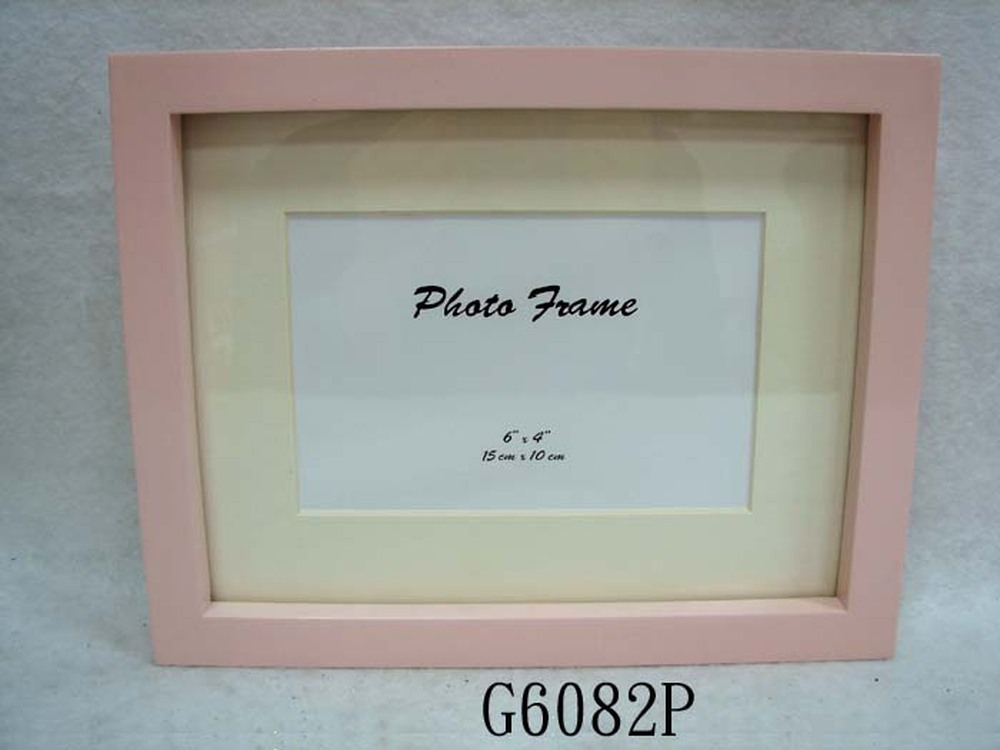 Photo Frame
6" x 4"
15 cm x 10 cm
G6082P